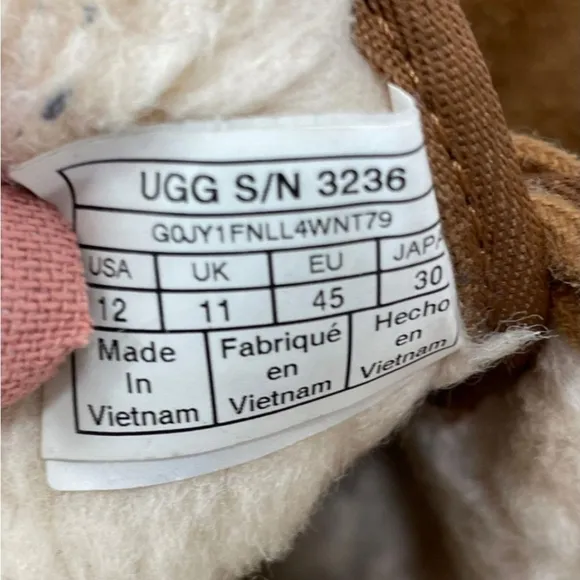 UGG S/N 3236
G0JY1FNLL4WNT79
USA UK EU JAPA
12 11 45 30
Made In Vietnam
Fabriqué en Vietnam
Hecho en Vietnam